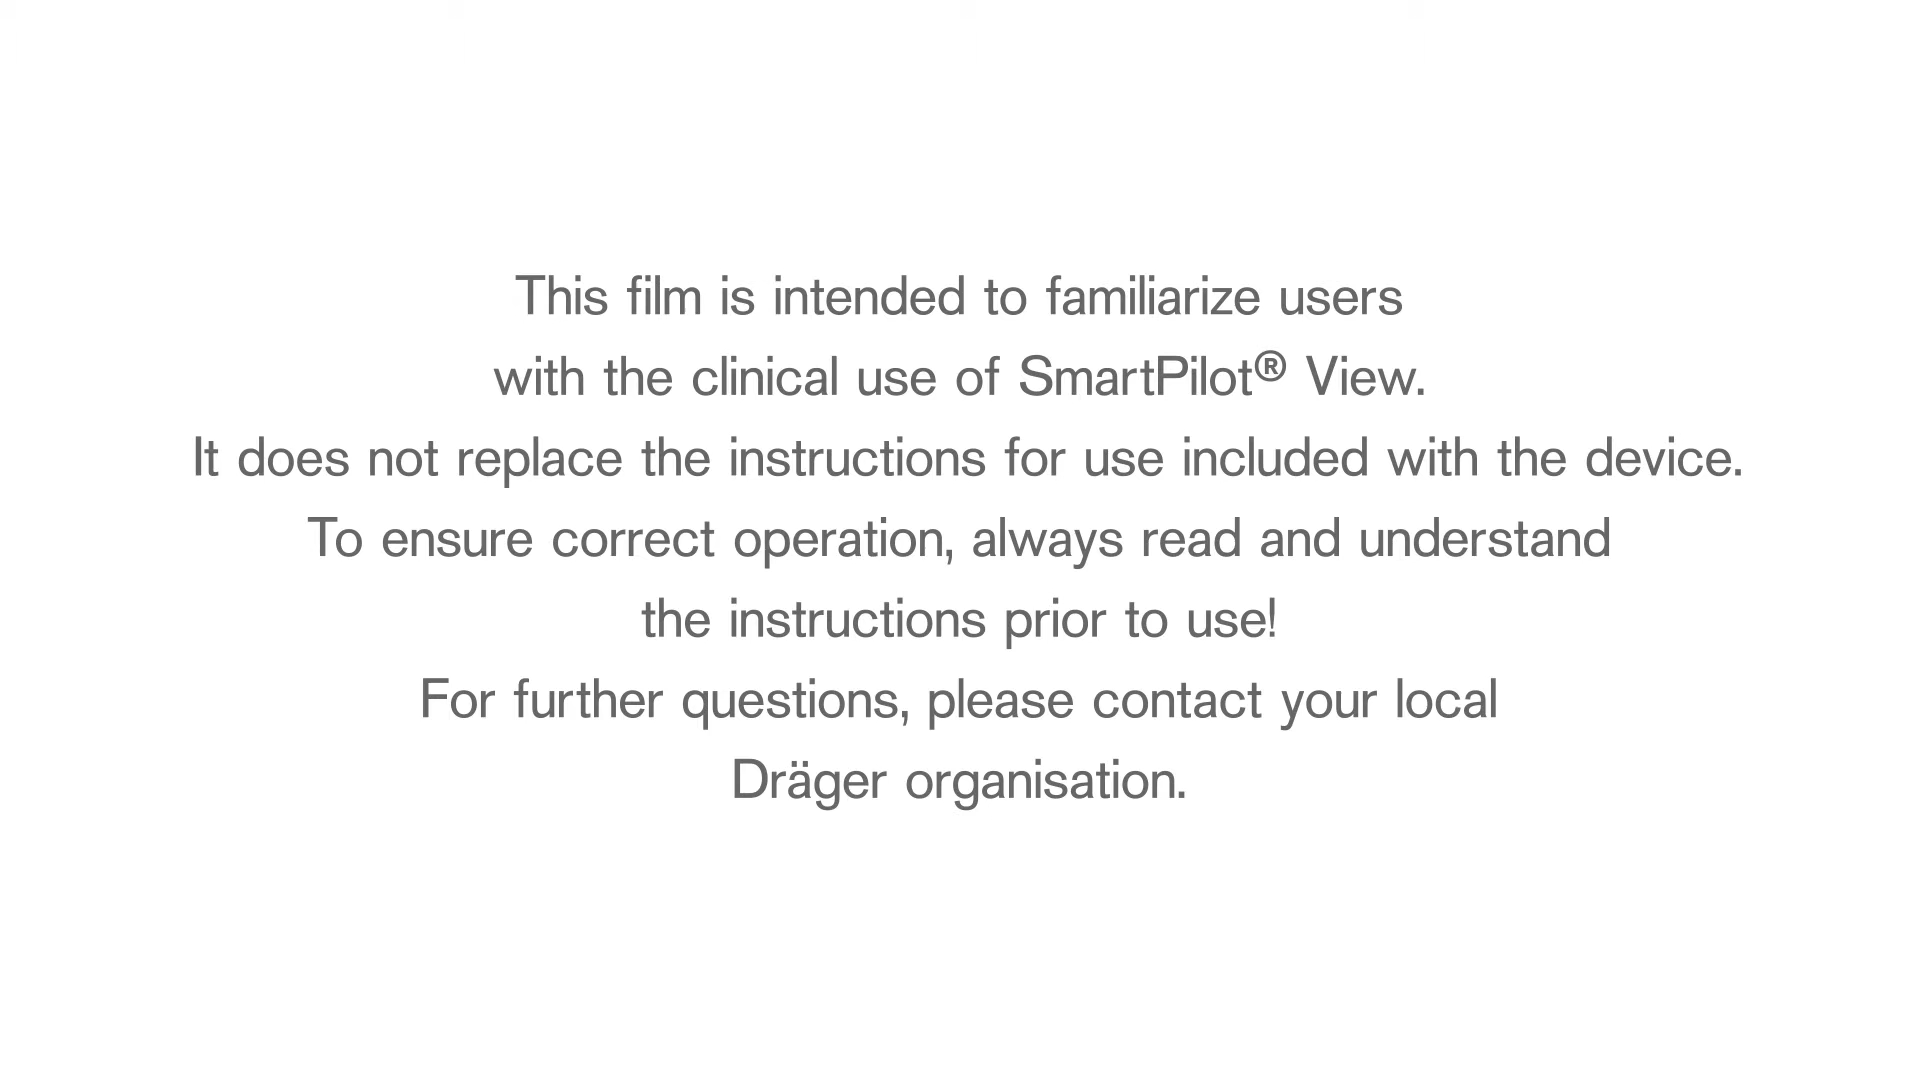 This film is intended to familiarize users
with the clinical use of SmartPilot® View.
It does not replace the instructions for use included with the device.
To ensure correct operation, always read and understand
the instructions prior to use!
For further questions, please contact your local
Dräger organisation.